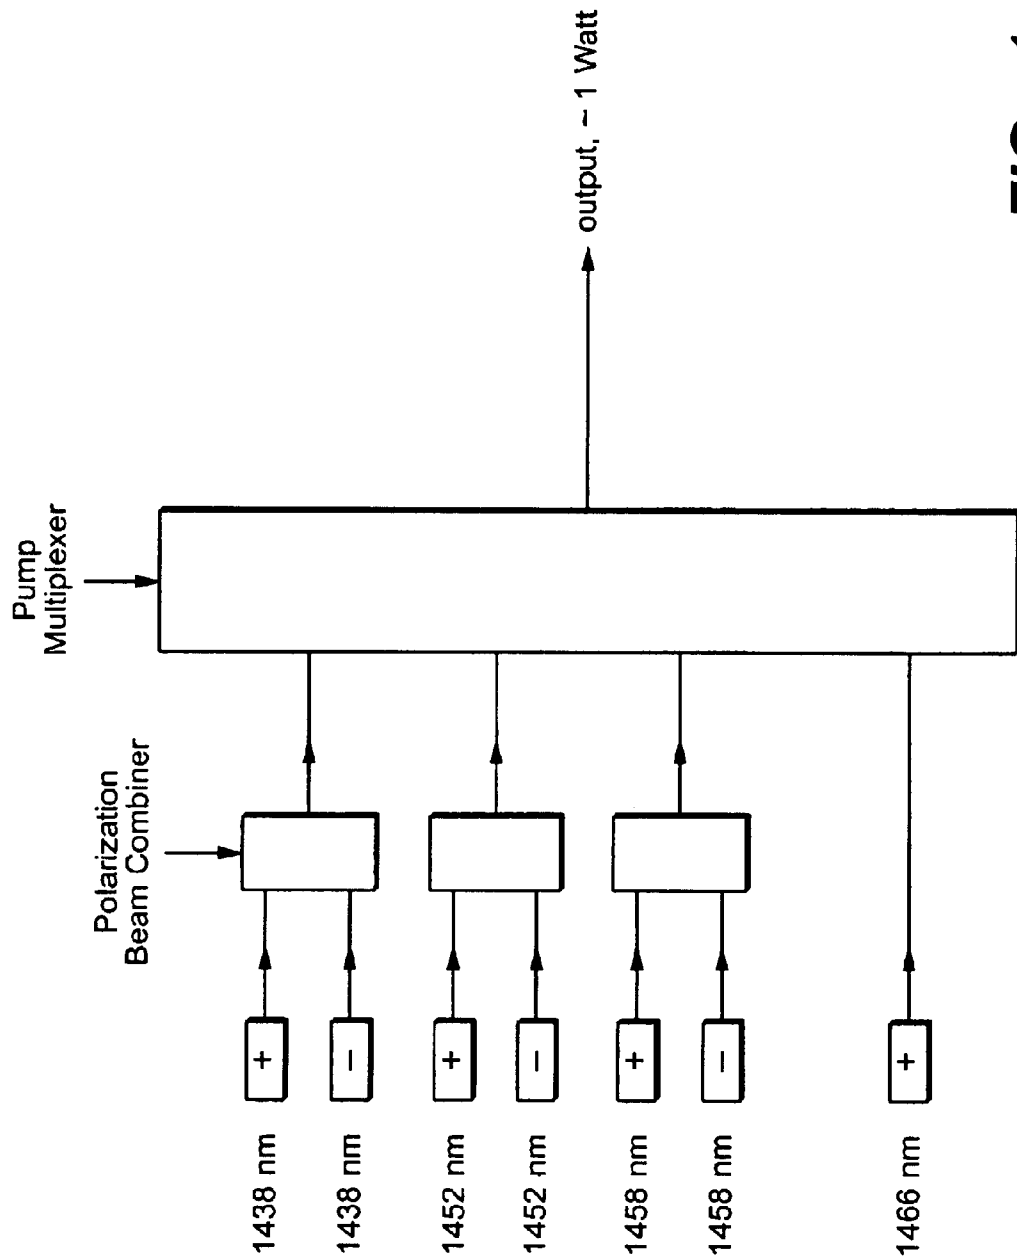 Pump
Multiplexer
Polarization
Beam Combiner
1438 nm
+
1438 nm
–
1452 nm
+
1452 nm
–
1458 nm
+
1458 nm
–
1466 nm
+
output, ~ 1 Watt